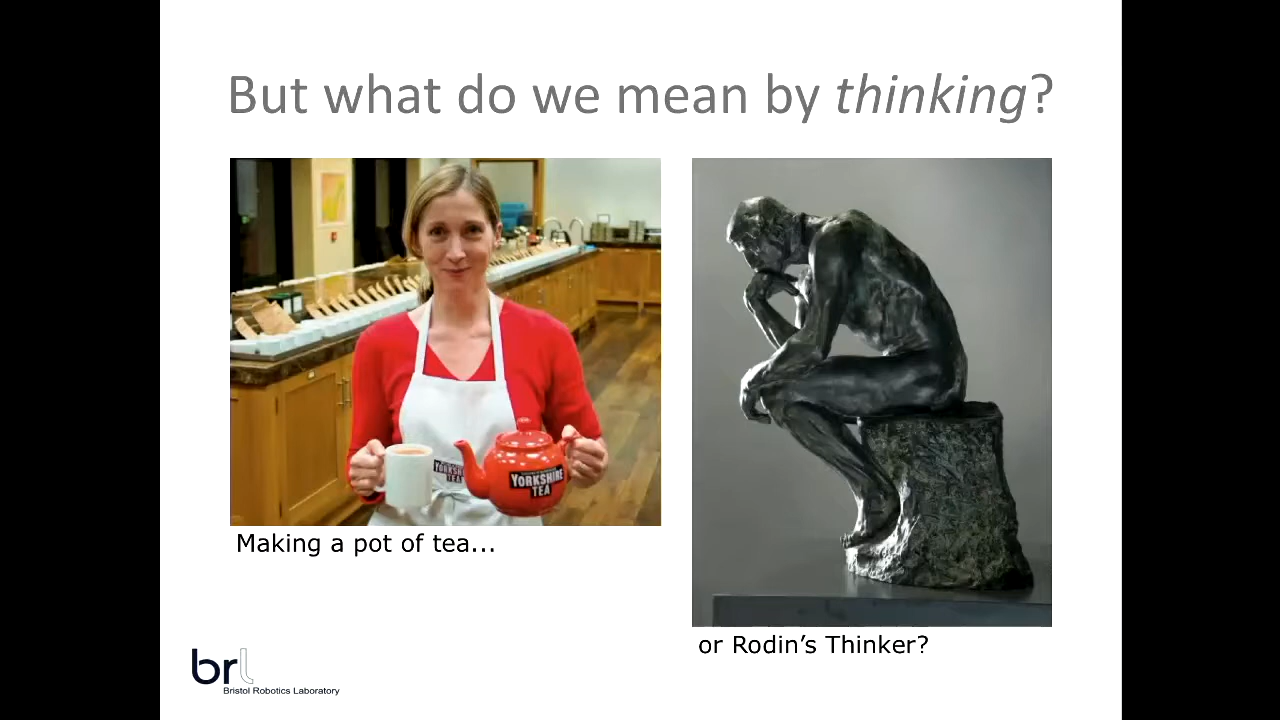 But what do we mean by thinking?
YORKSHIRE
TEA
YORKSHIRE
TEA
Making a pot of tea...
or Rodin’s Thinker?
brl
Bristol Robotics Laboratory